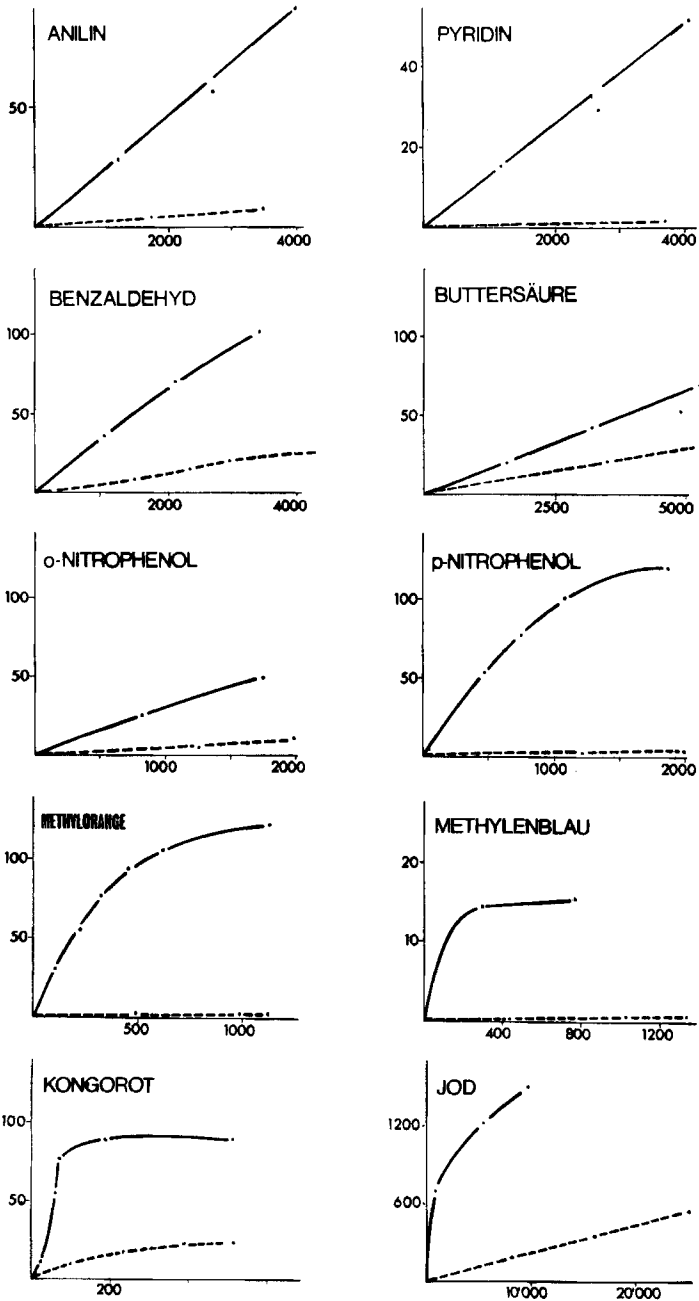 ANILIN
50
2000 4000
PYRIDIN
40
20
2000 4000
BENZALDEHYD
100
50
2000 4000
BUTTERSÄURE
100
50
2500 5000
o-NITROPHENOL
100
50
1000 2000
p-NITROPHENOL
100
50
1000 2000
METHYLORANGE
100
50
500 1000
METHYLENBLAU
20
10
400 800 1200
KONGOROT
100
50
200
JOD
1200
600
10'000 20'000